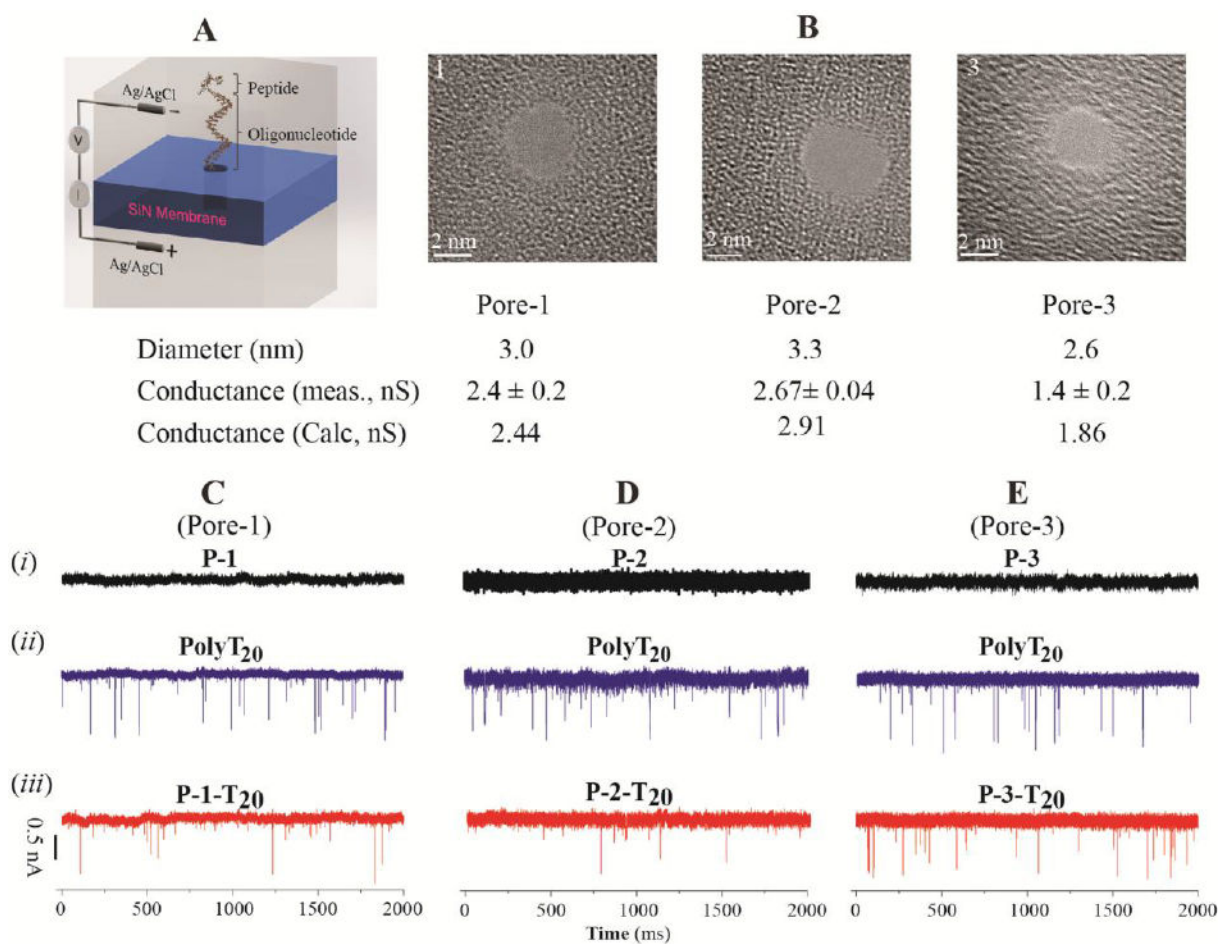 A
B
Ag/AgCl
-
Peptide
Oligonucleotide
V
I
SiN Membrane
+
Ag/AgCl
1
2 nm
2 nm
3
2 nm
Pore-1 Pore-2 Pore-3
Diameter (nm) 3.0 3.3 2.6
Conductance (meas., nS) 2.4 ± 0.2 2.67± 0.04 1.4 ± 0.2
Conductance (Calc, nS) 2.44 2.91 1.86
C D E
(Pore-1) (Pore-2) (Pore-3)
(i) P-1 P-2 P-3
(ii) PolyT20 PolyT20 PolyT20
(iii) P-1-T20 P-2-T20 P-3-T20
0.5 nA
0 500 1000 1500 2000 500 1000 1500 2000 0 500 1000 1500 2000
Time (ms)